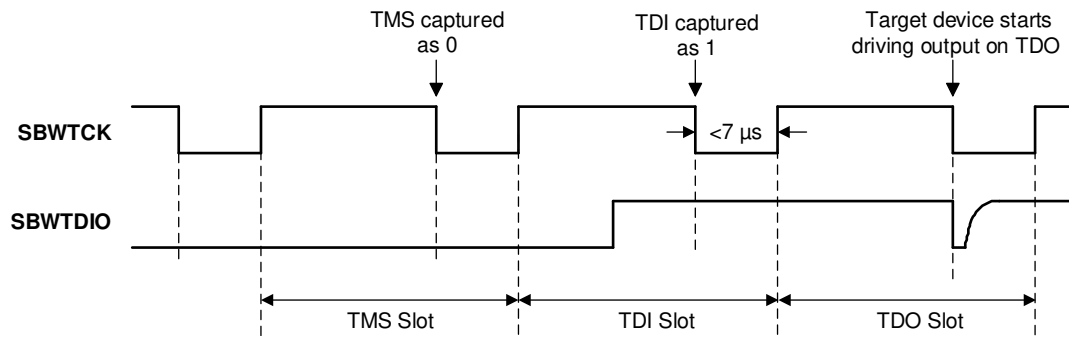 TMS captured
as 0
TDI captured
as 1
Target device starts
driving output on TDO
SBWTCK
<7 µs
SBWTDIO
TMS Slot
TDI Slot
TDO Slot